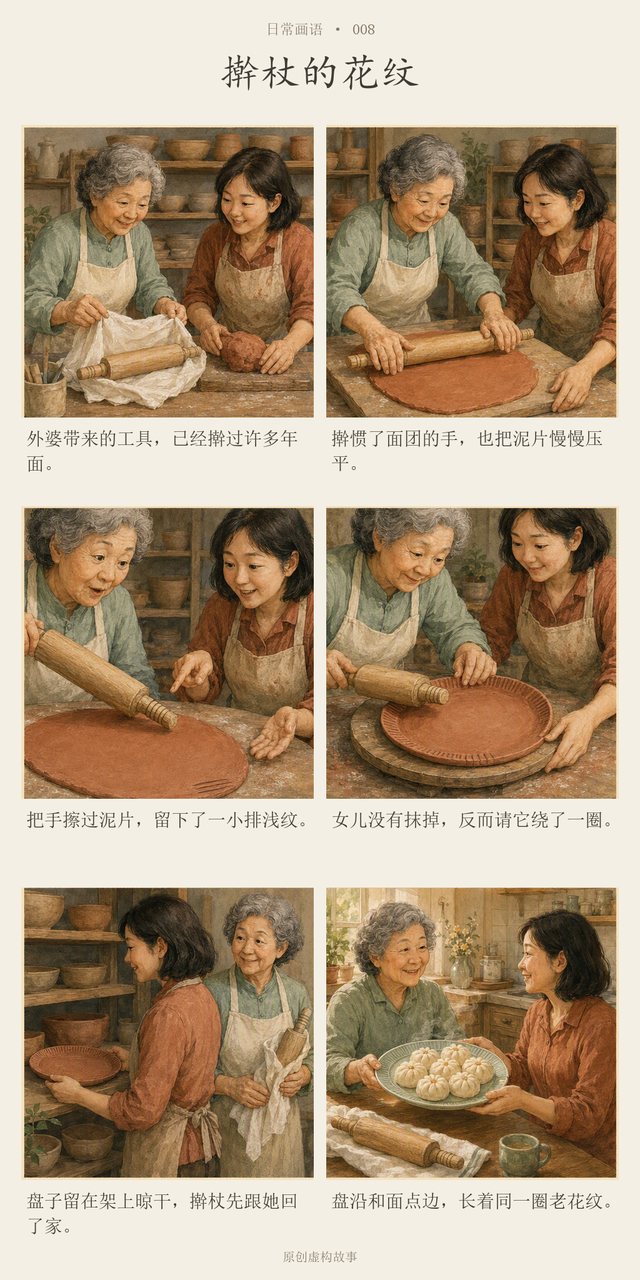 日常画语 • 008
擀杖的花纹
外婆带来的工具，已经擀过许多年
面。
擀惯了面团的手，也把泥片慢慢压
平。
把手擦过泥片，留下了一小排浅纹。
女儿没有抹掉，反而请它绕了一圈。
盘子留在架上晾干，擀杖先跟她回
了家。
盘沿和面点边，长着同一圈老花纹。
原创虚构故事